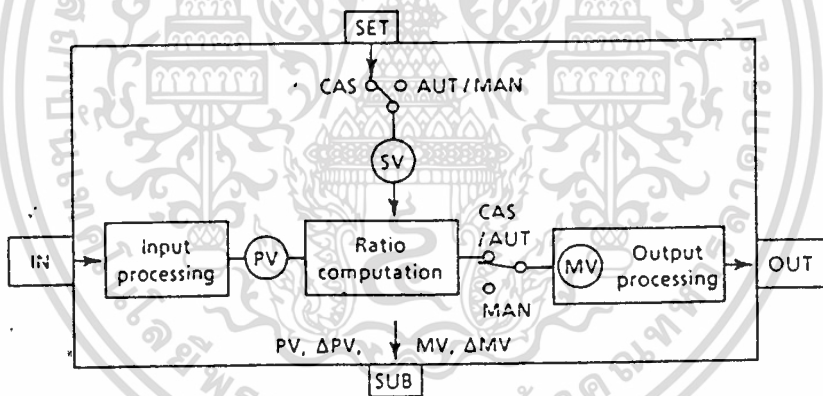 SET
CAS AUT/MAN
SV
CAS
/AUT
IN
Input
processing
PV
Ratio
computation
MV
Output
processing
OUT
MAN
PV, ΔPV, MV, ΔMV
SUB